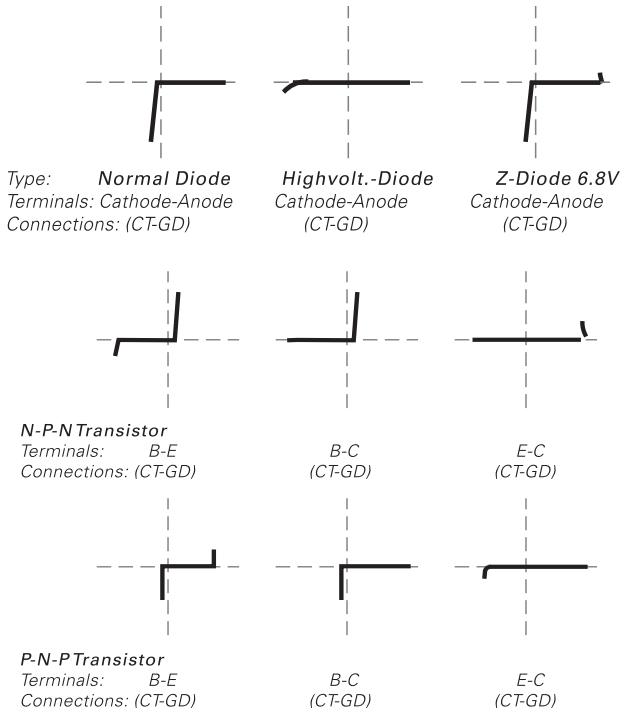 Type: Normal Diode Highvolt.-Diode Z-Diode 6.8V
Terminals: Cathode-Anode Cathode-Anode Cathode-Anode
Connections: (CT-GD) (CT-GD) (CT-GD)
N-P-N Transistor
Terminals: B-E B-C E-C
Connections: (CT-GD) (CT-GD) (CT-GD)
P-N-P Transistor
Terminals: B-E B-C E-C
Connections: (CT-GD) (CT-GD) (CT-GD)